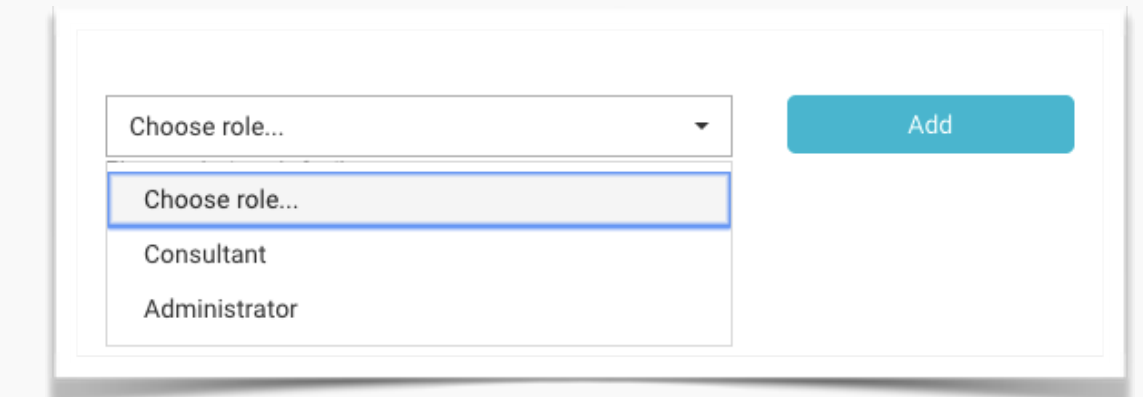 Choose role...
Add
Choose role...
Consultant
Administrator